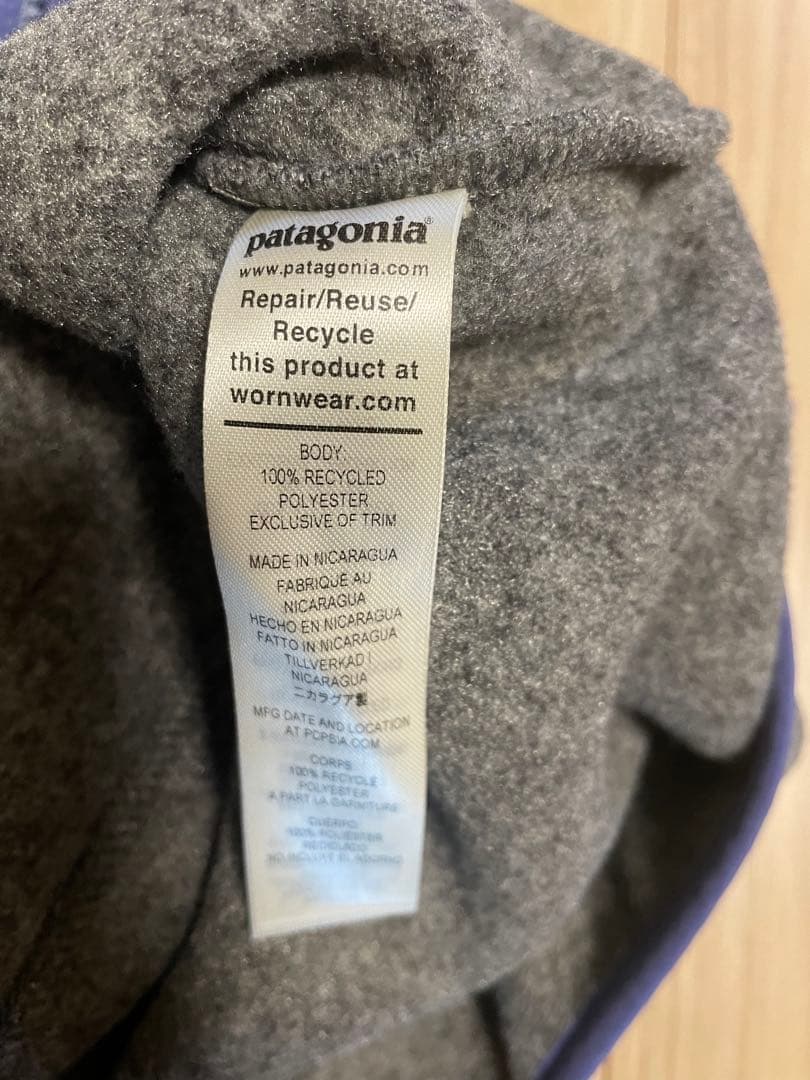 patagonia®
www.patagonia.com
Repair/Reuse/
Recycle
this product at
wornwear.com
BODY:
100% RECYCLED
POLYESTER
EXCLUSIVE OF TRIM
MADE IN NICARAGUA
FABRIQUÉ AU
NICARAGUA
HECHO EN NICARAGUA
FATTO IN NICARAGUA
TILLVERKAD I
NICARAGUA
ニカラグア製
MFG DATE AND LOCATION
AT PCPSIA.COM
CORPS:
100% RECYCLÉ
POLYESTER
À PART LA GARNITURE
CUERPO:
100% POLIÉSTER
RECICLADO
NO INCLUYE EL ADORNO